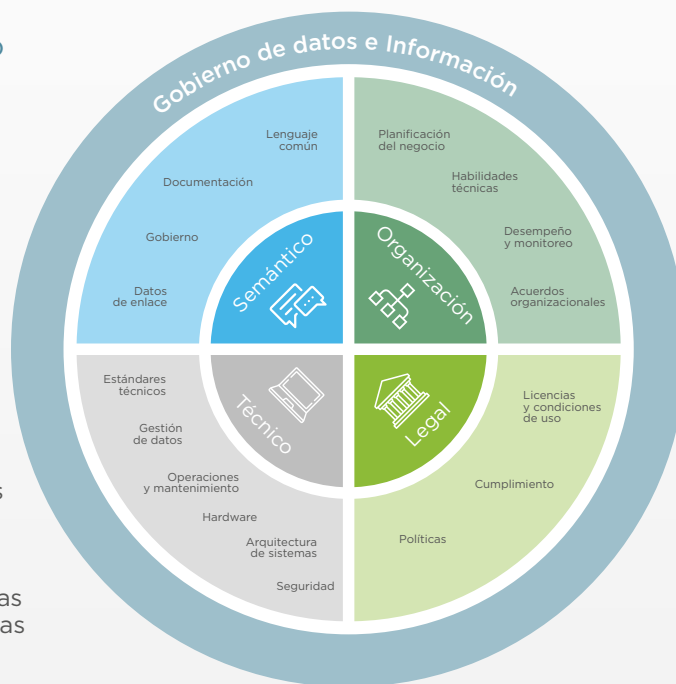 Gobierno de datos e Información
Lenguaje
común
Documentación
Gobierno
Datos
de enlace
Semántico
Planificación
del negocio
Habilidades
técnicas
Desempeño
y monitoreo
Acuerdos
organizacionales
Organización
Estándares
técnicos
Gestión
de datos
Operaciones
y mantenimiento
Hardware
Arquitectura
de sistemas
Seguridad
Técnico
Licencias
y condiciones
de uso
Cumplimiento
Políticas
Legal